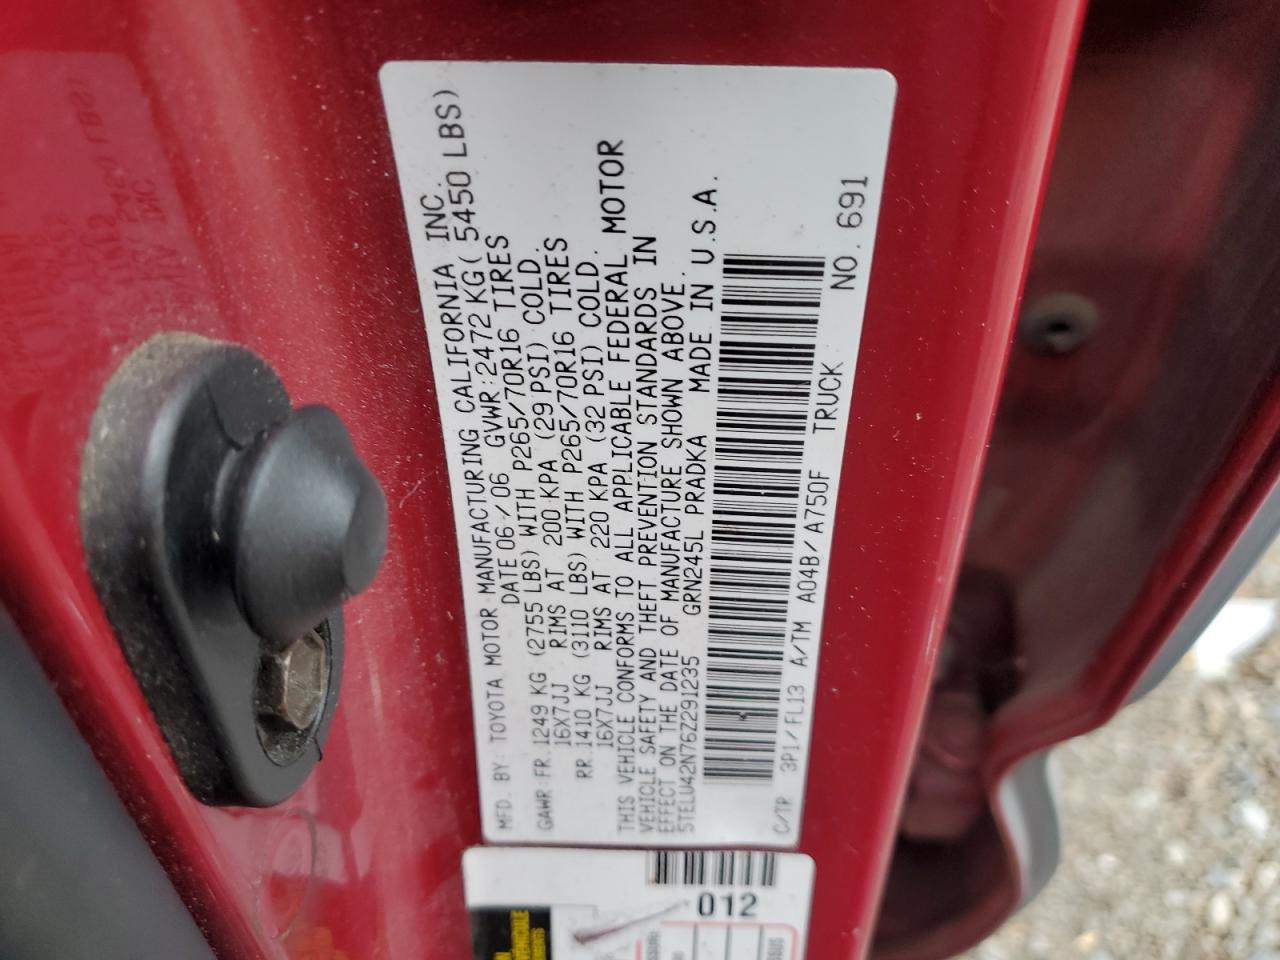 MFD. BY: TOYOTA MOTOR MANUFACTURING CALIFORNIA INC.
DATE 06/06 GVWR:2472 KG( 5450 LBS)
GAWR FR.1249 KG (2755 LBS) WITH P265/70R16 TIRES
16X7JJ RIMS AT 200 KPA (29 PSI) COLD.
RR.1410 KG (3110 LBS) WITH P265/70R16 TIRES
16X7JJ RIMS AT 220 KPA (32 PSI) COLD.
THIS VEHICLE CONFORMS TO ALL APPLICABLE FEDERAL MOTOR
VEHICLE SAFETY AND THEFT PREVENTION STANDARDS IN
EFFECT ON THE DATE OF MANUFACTURE SHOWN ABOVE.
5TELU42N76Z291235 GRN245L PRADKA MADE IN U.S.A.
C/TR 3P1/FL13 A/TM A04B/A750F TRUCK NO.691
012